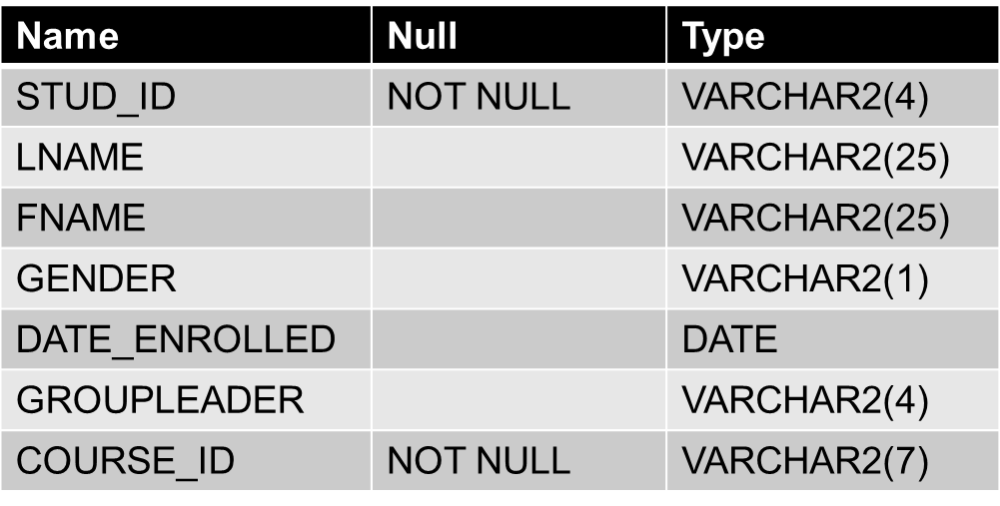 Name Null Type
STUD_ID NOT NULL VARCHAR2(4)
LNAME VARCHAR2(25)
FNAME VARCHAR2(25)
GENDER VARCHAR2(1)
DATE_ENROLLED DATE
GROUPLEADER VARCHAR2(4)
COURSE_ID NOT NULL VARCHAR2(7)